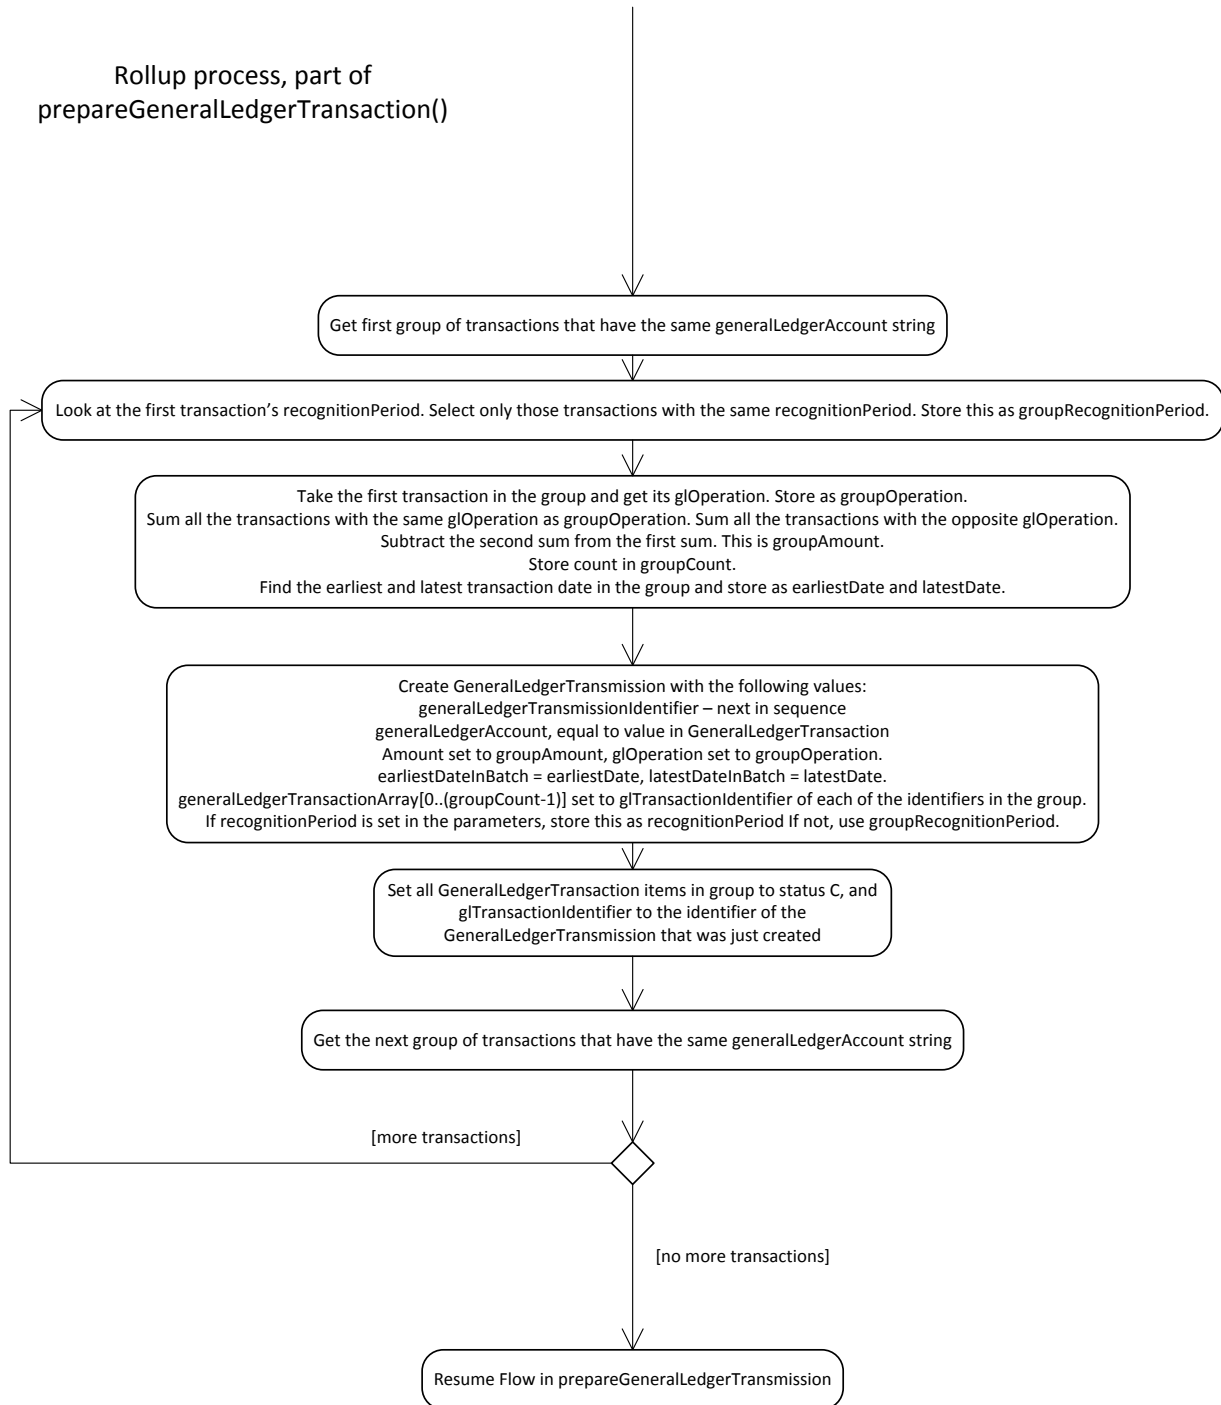 Rollup process, part of
prepareGeneralLedgerTransaction()
Get first group of transactions that have the same generalLedgerAccount string
Look at the first transaction’s recognitionPeriod. Select only those transactions with the same recognitionPeriod. Store this as groupRecognitionPeriod.
Take the first transaction in the group and get its glOperation. Store as groupOperation.
Sum all the transactions with the same glOperation as groupOperation. Sum all the transactions with the opposite glOperation.
Subtract the second sum from the first sum. This is groupAmount.
Store count in groupCount.
Find the earliest and latest transaction date in the group and store as earliestDate and latestDate.
Create GeneralLedgerTransmission with the following values:
generalLedgerTransmissionIdentifier – next in sequence
generalLedgerAccount, equal to value in GeneralLedgerTransaction
Amount set to groupAmount, glOperation set to groupOperation.
earliestDateInBatch = earliestDate, latestDateInBatch = latestDate.
generalLedgerTransactionArray[0..(groupCount-1)] set to glTransactionIdentifier of each of the identifiers in the group.
If recognitionPeriod is set in the parameters, store this as recognitionPeriod If not, use groupRecognitionPeriod.
Set all GeneralLedgerTransaction items in group to status C, and
glTransactionIdentifier to the identifier of the
GeneralLedgerTransmission that was just created
Get the next group of transactions that have the same generalLedgerAccount string
[more transactions]
[no more transactions]
Resume Flow in prepareGeneralLedgerTransmission